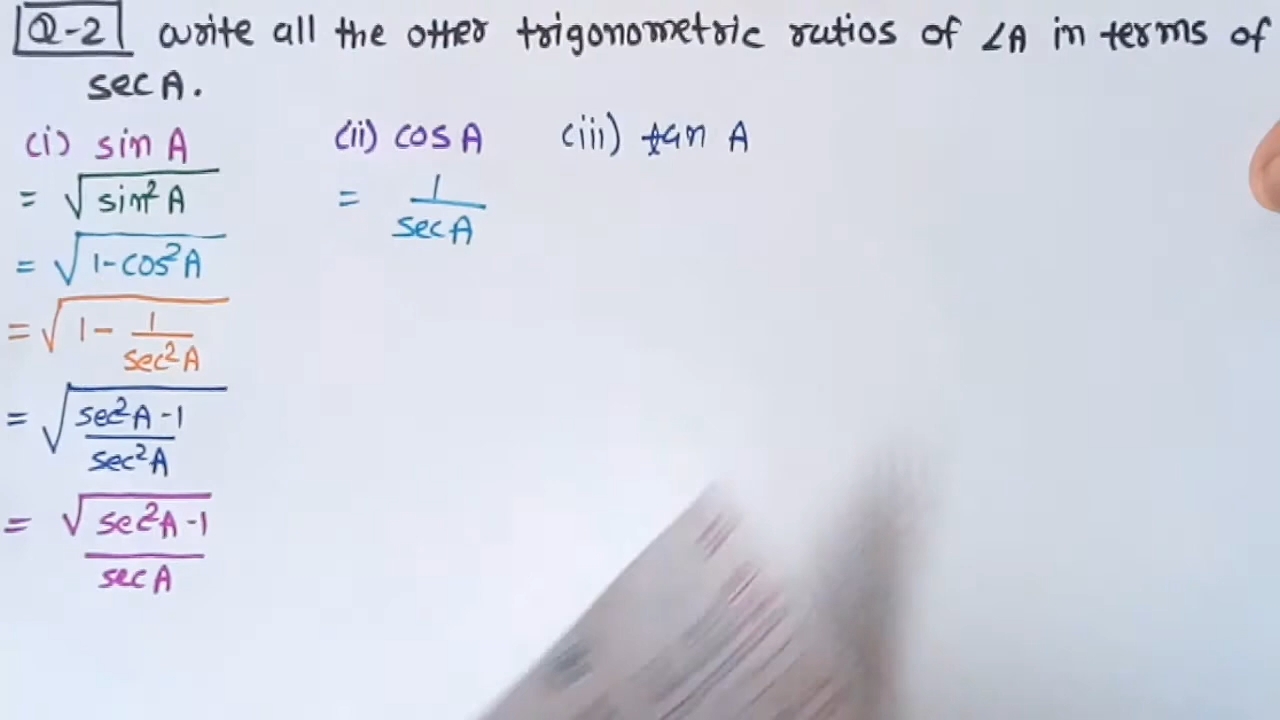 Q-2 write all the other trigonometric ratios of ∠A in terms of
sec A.
(i) sin A
= √sin²A
= √1-cos²A
= √1 - 1/sec²A
= √sec²A -1/sec²A
= √sec²A -1/sec A
(ii) cos A
= 1/sec A
(iii) tan A